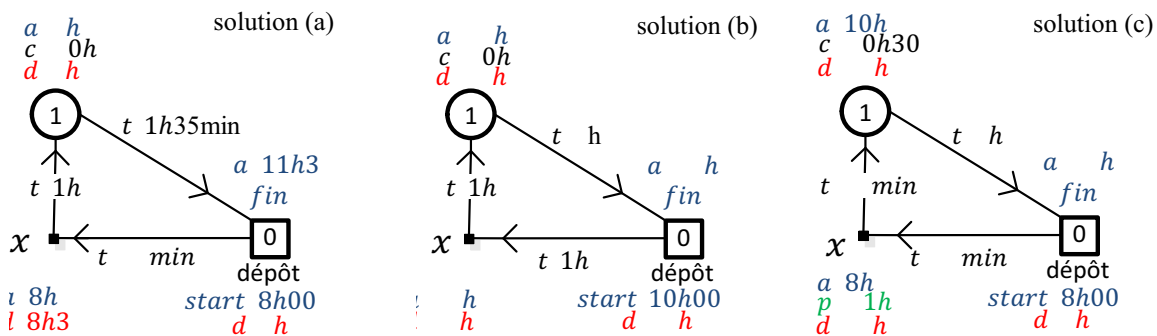 solution (a)
a h
c 0h
d h
1
t 1h35min
a 11h3
fin
t 1h
x
0
t min
dépôt
a 8h
start 8h00
d 8h3
d h
solution (b)
a h
c 0h
d h
1
t h
a h
fin
t 1h
x
0
t 1h
dépôt
h
start 10h00
h
d h
solution (c)
a 10h
c 0h30
d h
1
t h
a h
fin
t min
x
0
t min
dépôt
a 8h
start 8h00
p 1h
d h
d h